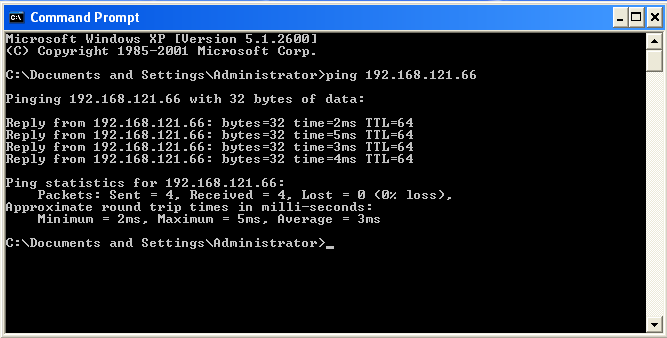 Command Prompt
Microsoft Windows XP [Version 5.1.2600]
(C) Copyright 1985-2001 Microsoft Corp.
C:\Documents and Settings\Administrator>ping 192.168.121.66
Pinging 192.168.121.66 with 32 bytes of data:
Reply from 192.168.121.66: bytes=32 time=2ms TTL=64
Reply from 192.168.121.66: bytes=32 time=5ms TTL=64
Reply from 192.168.121.66: bytes=32 time=3ms TTL=64
Reply from 192.168.121.66: bytes=32 time=4ms TTL=64
Ping statistics for 192.168.121.66:
    Packets: Sent = 4, Received = 4, Lost = 0 (0% loss),
Approximate round trip times in milli-seconds:
    Minimum = 2ms, Maximum = 5ms, Average = 3ms
C:\Documents and Settings\Administrator>_